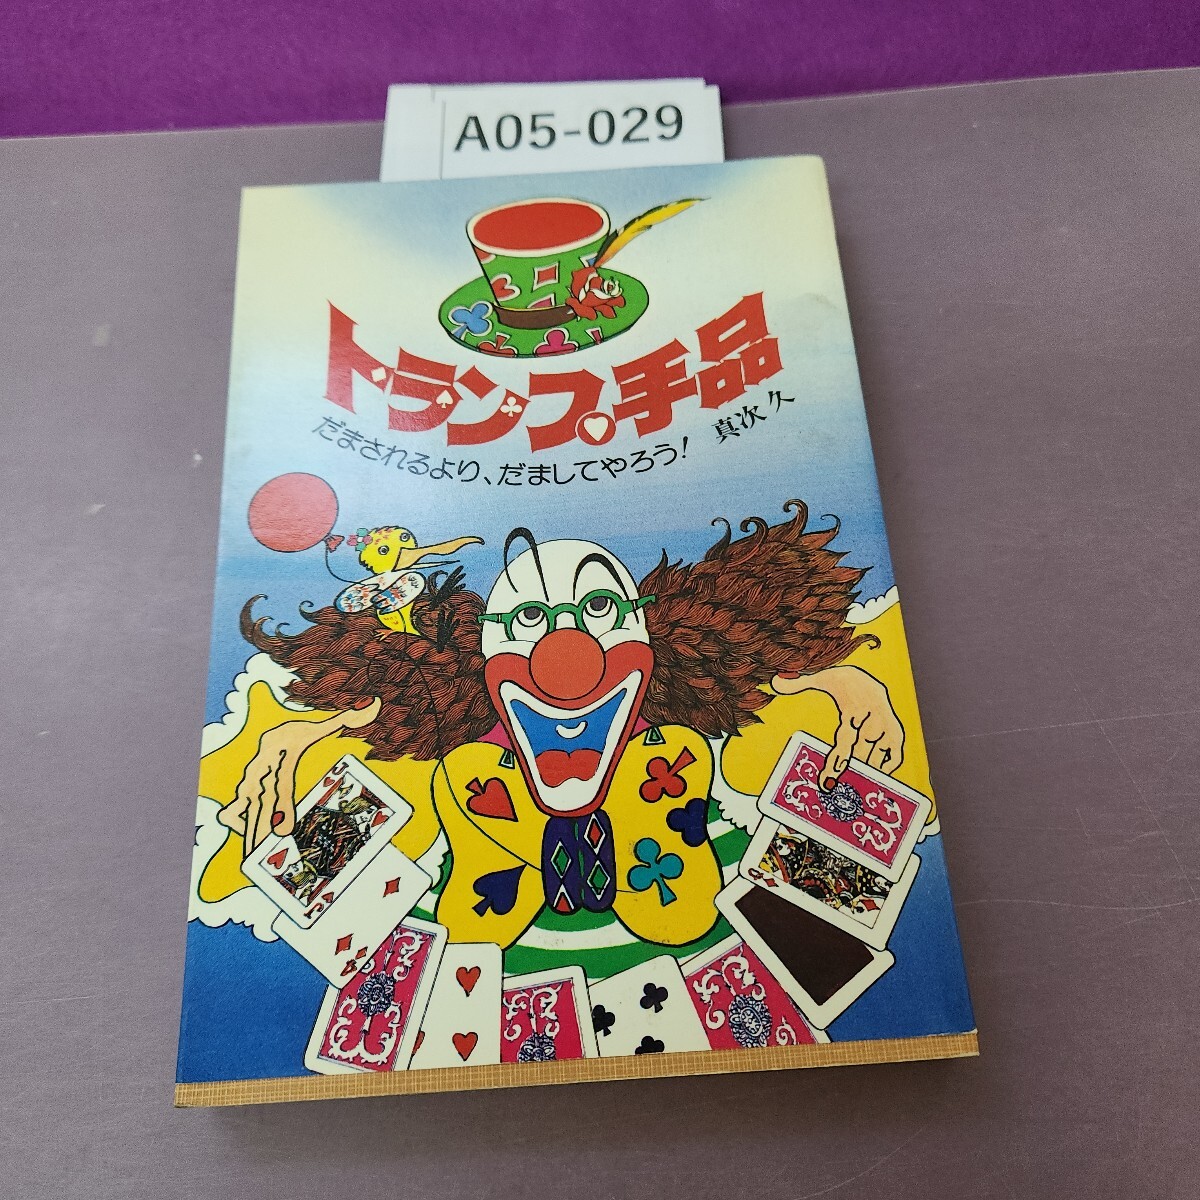 A05-029
トランプ手品
だまされるより、だましてやろう!
真次久
J
J